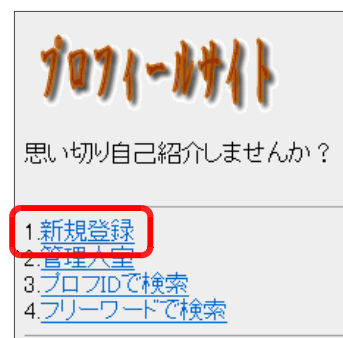 プロフィールサイト
思い切り自己紹介しませんか？
1.新規登録
2.管理人室
3.プロフIDで検索
4.フリーワードで検索